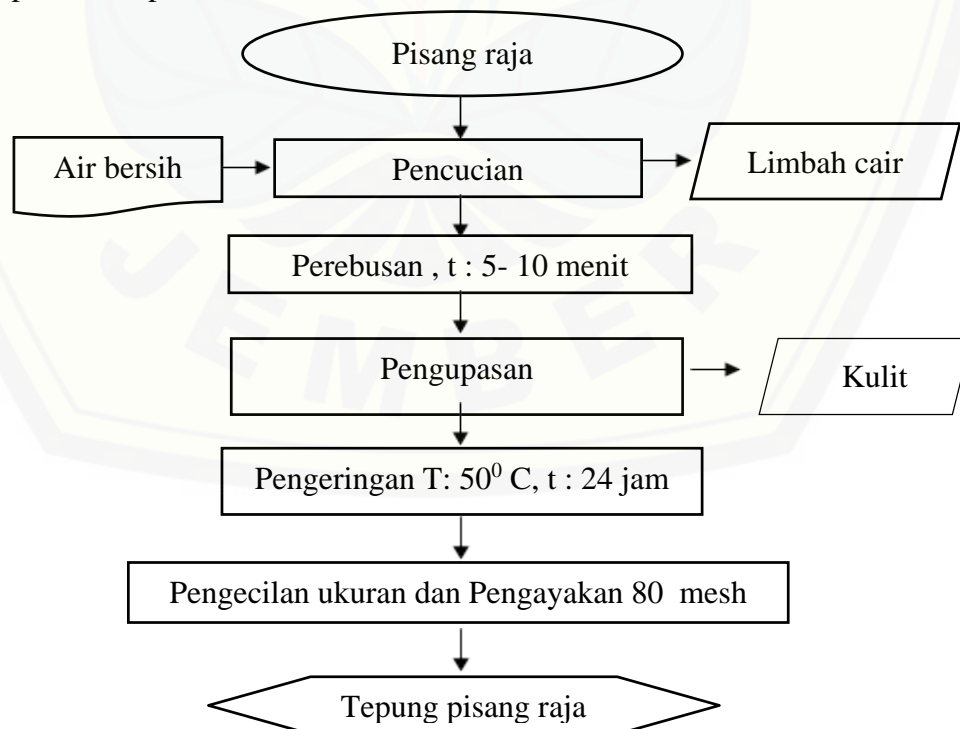 Pisang raja
Air bersih
Pencucian
Limbah cair
Perebusan , t : 5- 10 menit
Pengupasan
Kulit
Pengeringan T: 50⁰ C, t : 24 jam
Pengecilan ukuran dan Pengayakan 80 mesh
Tepung pisang raja
JEMBER